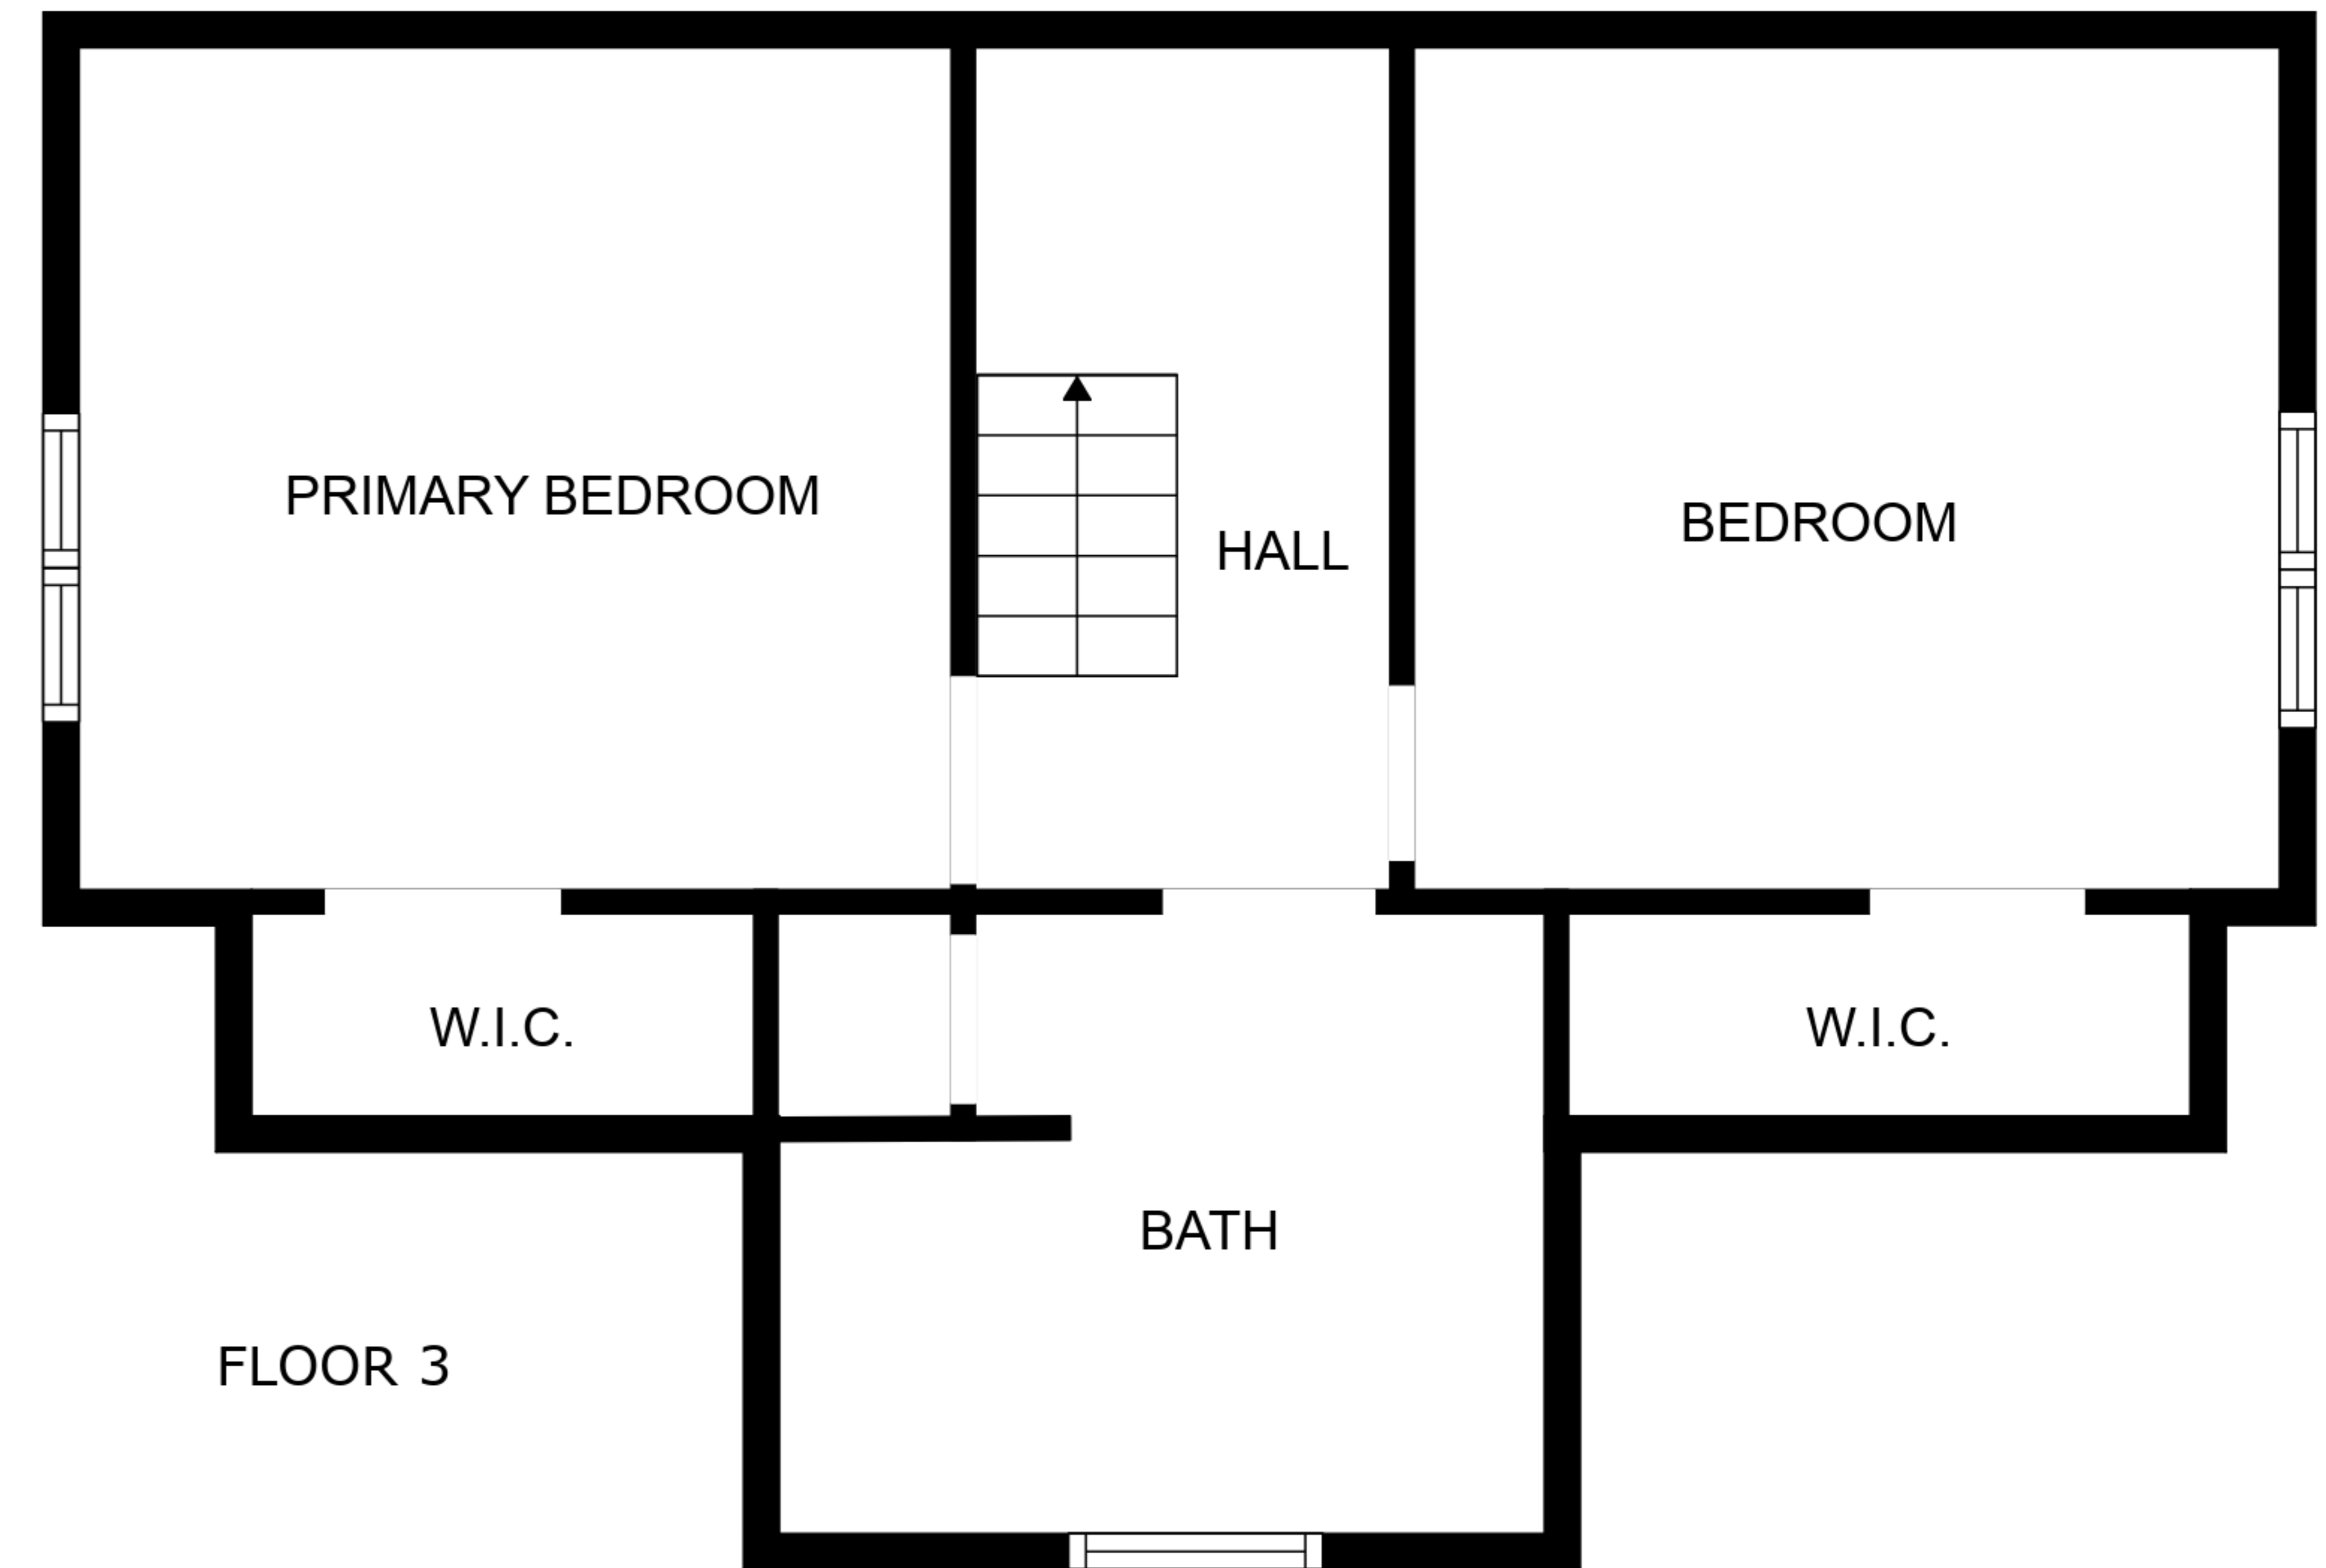 PRIMARY BEDROOM
BEDROOM
HALL
W.I.C.
W.I.C.
BATH
FLOOR 3